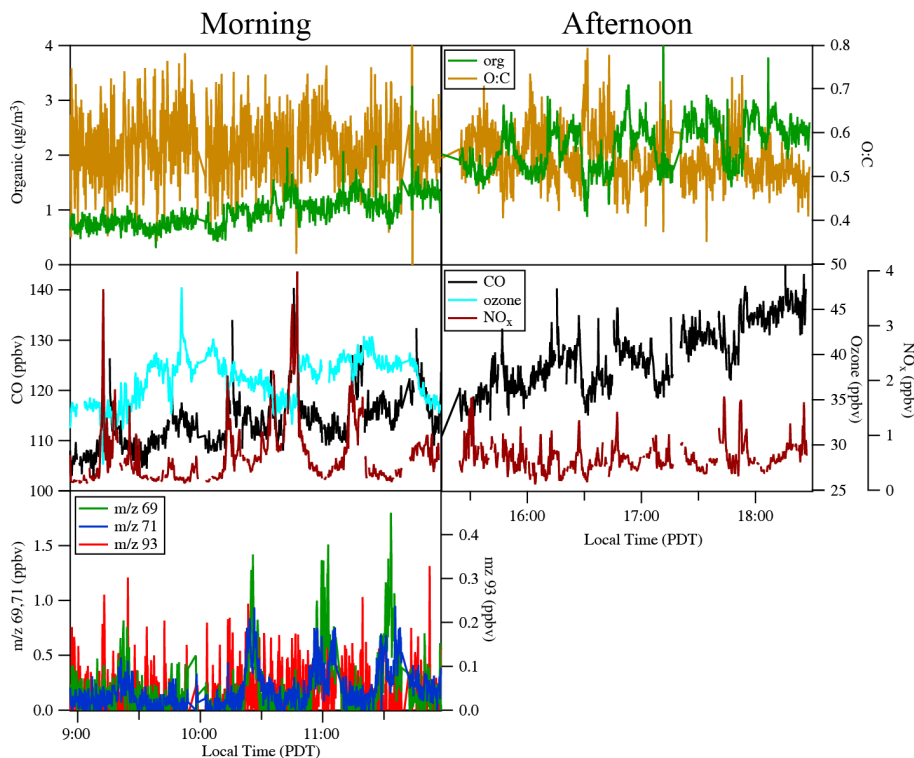 Morning
Afternoon
4
3
2
1
0
Organic (µg/m³)
org
O:C
0.8
0.7
0.6
0.5
0.4
O:C
140
130
120
110
100
CO (ppbv)
CO
ozone
NOx
50
45
40
35
30
25
Ozone (ppbv)
4
3
2
1
0
NOx (ppbv)
16:00
17:00
18:00
Local Time (PDT)
m/z 69
m/z 71
m/z 93
1.5
1.0
0.5
0.0
m/z 69,71 (ppbv)
0.4
0.3
0.2
0.1
0.0
mz 93 (ppbv)
9:00
10:00
11:00
Local Time (PDT)